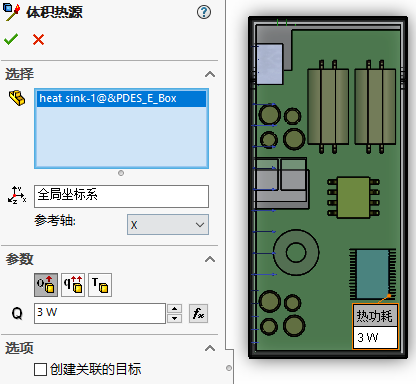 体积热源
选择
heat sink-1@&PDES_E_Box
全局坐标系
参考轴:
X
参数
Q
3 W
fx
选项
创建关联的目标
热功耗
3 W